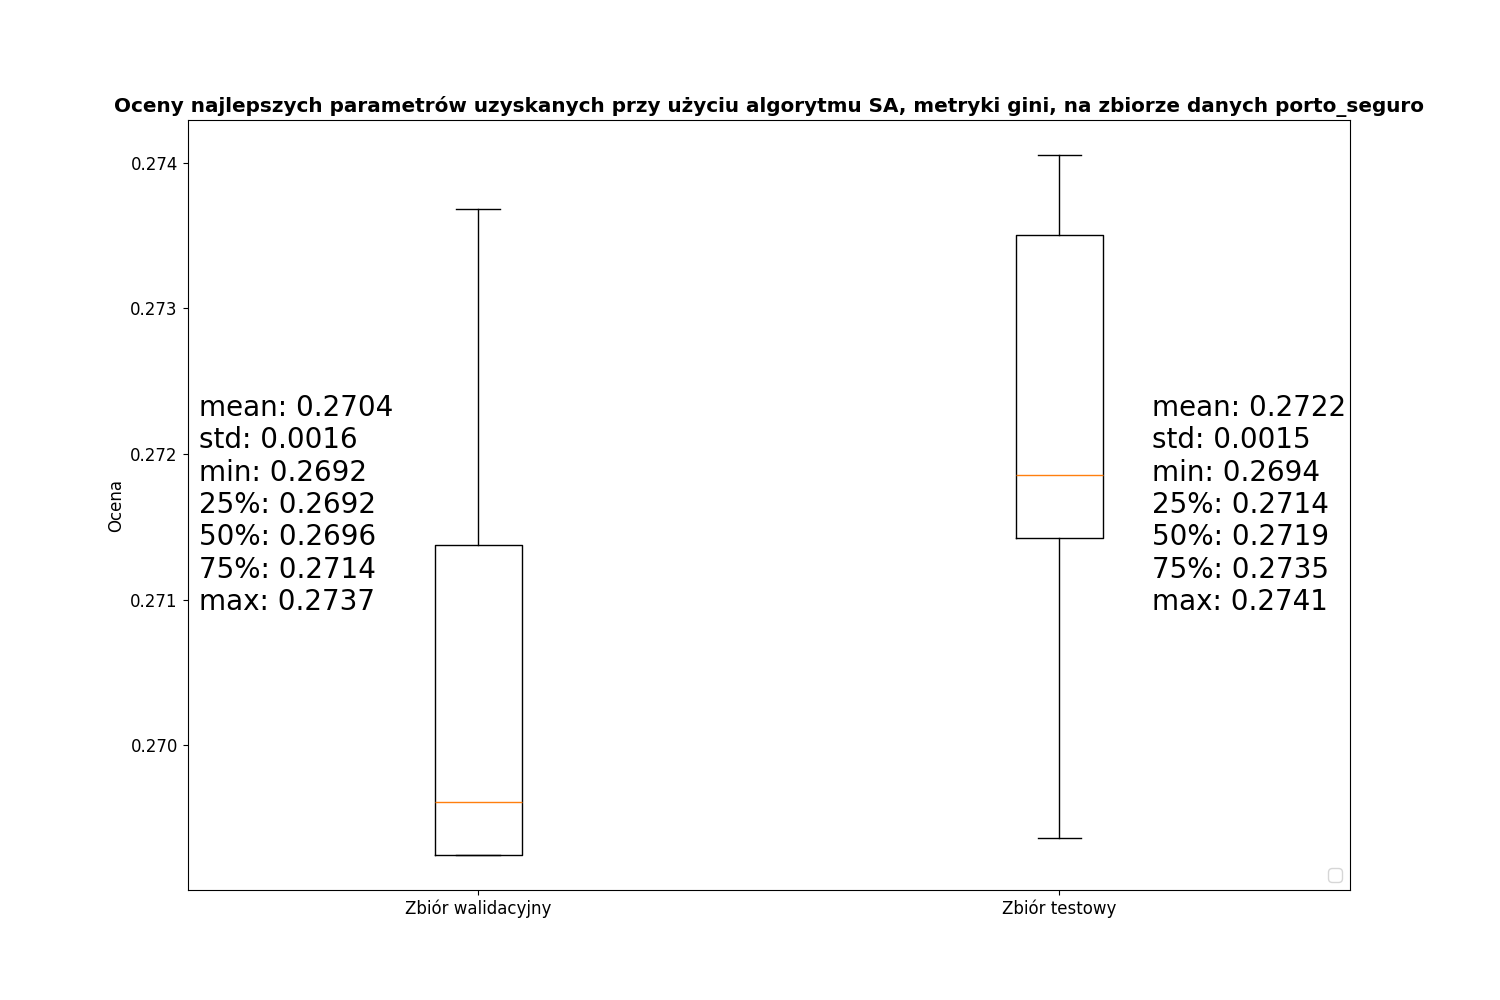 Oceny najlepszych parametrów uzyskanych przy użyciu algorytmu SA, metryki gini, na zbiorze danych porto_seguro
0.274
0.273
0.272
0.271
0.270
Ocena
mean: 0.2704
std: 0.0016
min: 0.2692
25%: 0.2692
50%: 0.2696
75%: 0.2714
max: 0.2737
mean: 0.2722
std: 0.0015
min: 0.2694
25%: 0.2714
50%: 0.2719
75%: 0.2735
max: 0.2741
Zbiór walidacyjny
Zbiór testowy